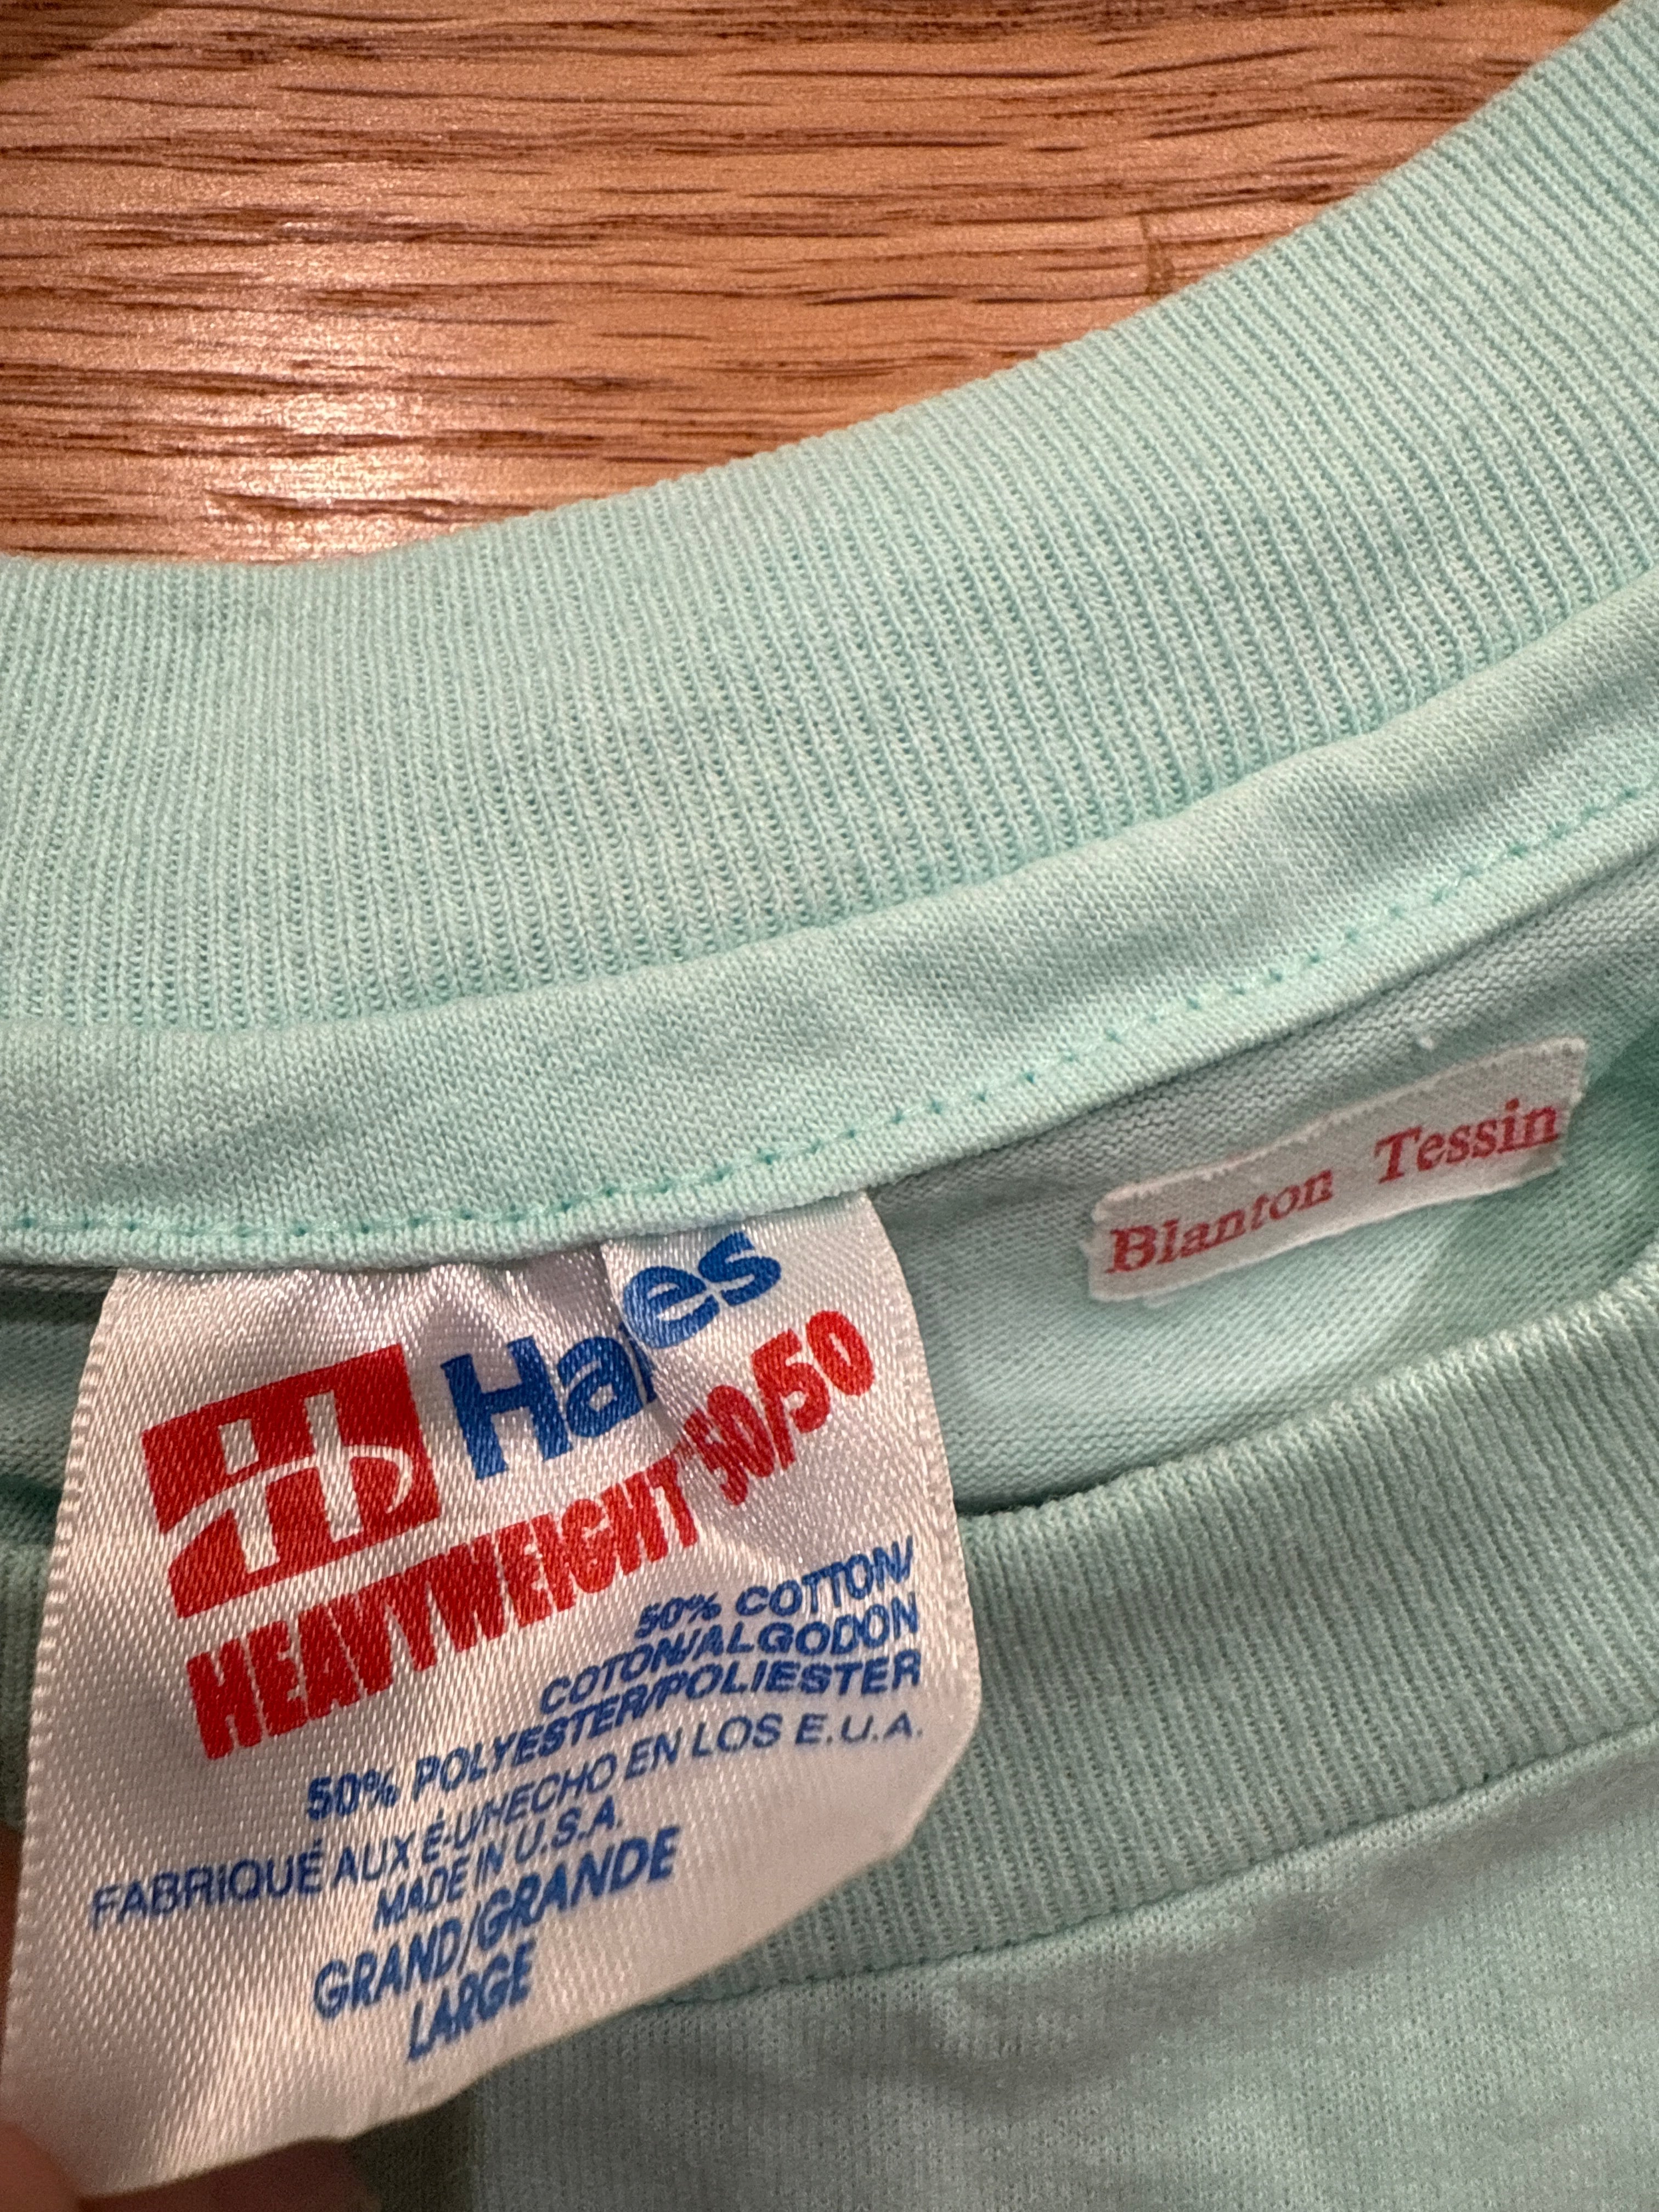 Blanton Tessin
Hanes
HEAVYWEIGHT 50/50
50% COTTON/
COTON/ALGODON
50% POLYESTER/POLIESTER
FABRIQUÉ AUX É-U/HECHO EN LOS E.U.A.
MADE IN U.S.A.
GRAND/GRANDE
LARGE